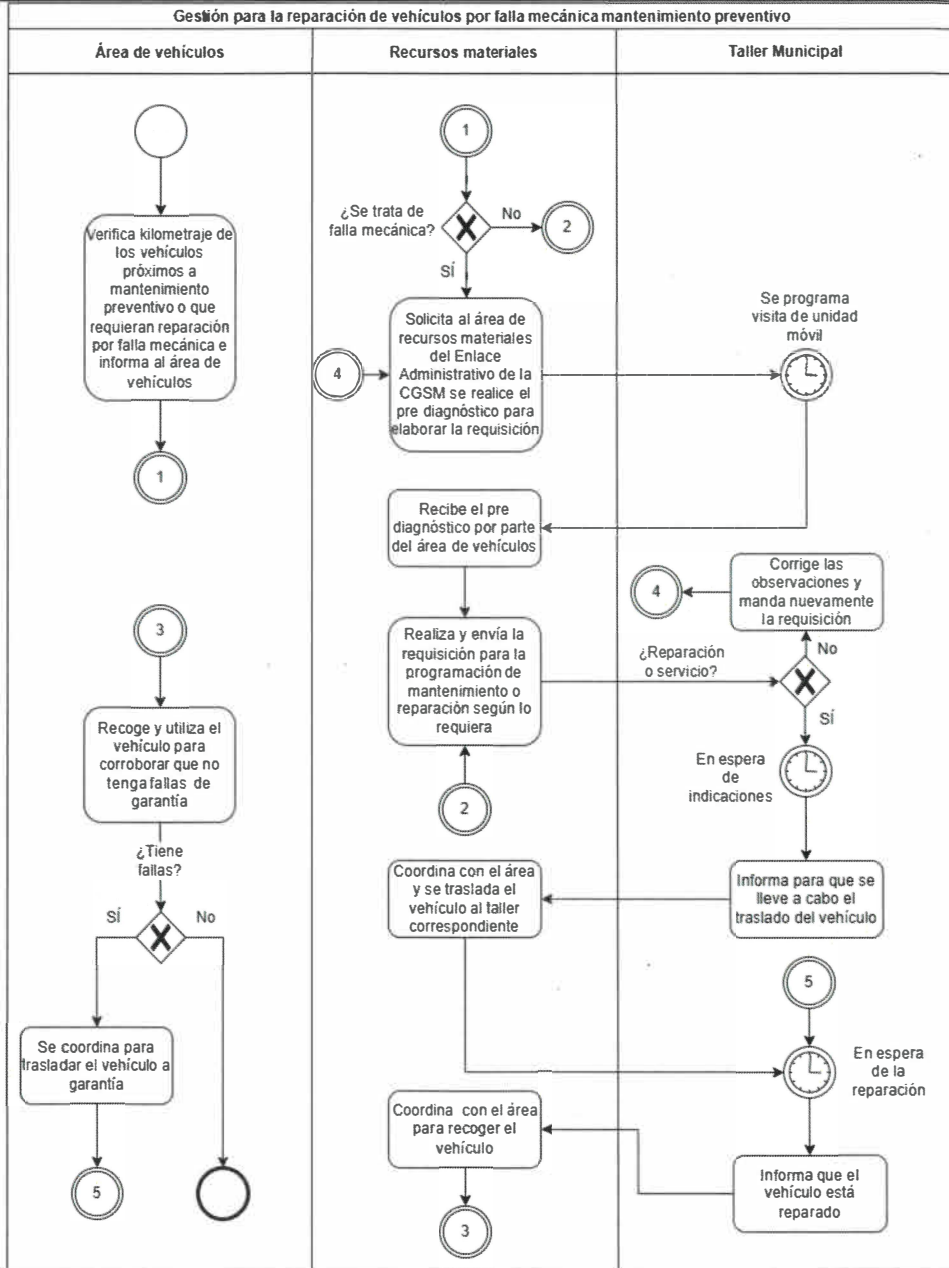 Gestión para la reparación de vehículos por falla mecánica mantenimiento preventivo
Área de vehículos
Recursos materiales
Taller Municipal
Verifica kilometraje de
los vehículos
próximos a
mantenimiento
preventivo o que
requieran reparación
por falla mecánica e
informa al área de
vehículos
1
3
Recoge y utiliza el
vehículo para
corroborar que no
tenga fallas de
garantía
¿Tiene
fallas?
SÍ
No
Se coordina para
trasladar el vehículo a
garantía
5
1
¿Se trata de
falla mecánica?
No
2
SÍ
4
Solicita al área de
recursos materiales
del Enlace
Administrativo de la
CGSM se realice el
pre diagnóstico para
elaborar la requisición
Recibe el pre
diagnóstico por parte
del área de vehículos
Realiza y envía la
requisición para la
programación de
mantenimiento o
reparación según lo
requiera
2
Coordina con el área
y se traslada el
vehículo al taller
correspondiente
Coordina con el área
para recoger el
vehículo
3
Se programa
visita de unidad
móvil
Corrige las
observaciones y
manda nuevamente
la requisición
4
¿Reparación
o servicio?
No
SÍ
En espera
de
indicaciones
Informa para que se
lleve a cabo el
traslado del vehículo
5
En espera
de la
reparación
Informa que el
vehículo está
reparado